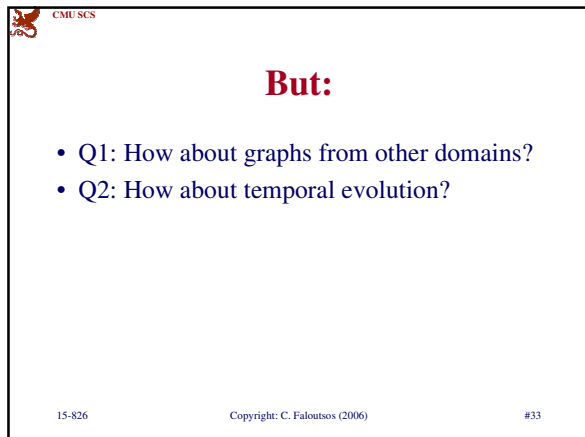 CMU SCS
But:
• Q1: How about graphs from other domains?
• Q2: How about temporal evolution?
15-826 Copyright: C. Faloutsos (2006) #33